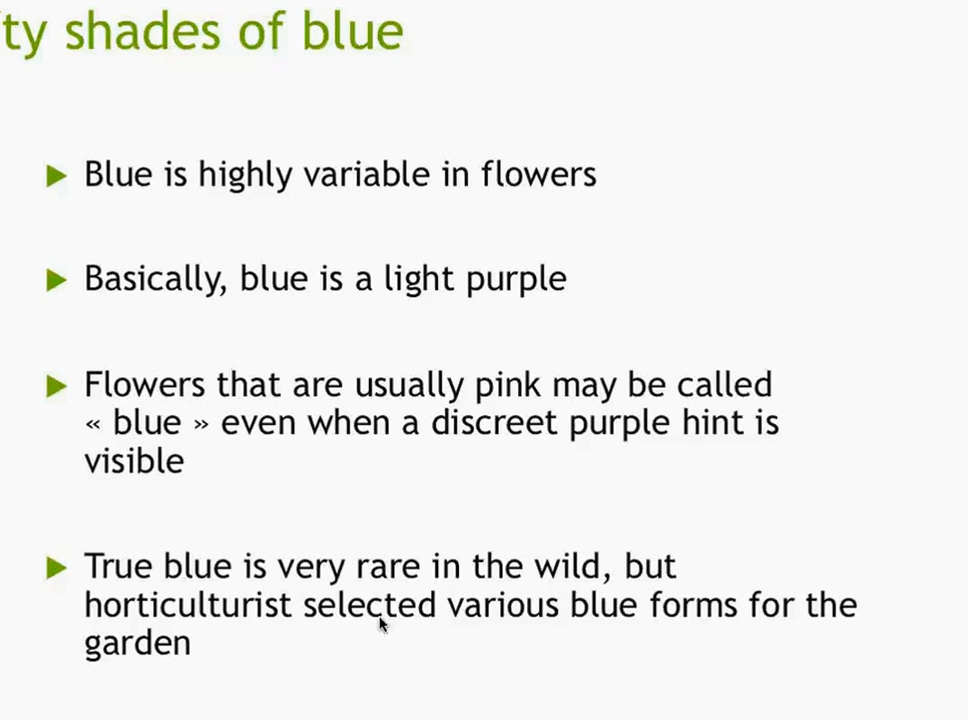 ty shades of blue
Blue is highly variable in flowers
Basically, blue is a light purple
Flowers that are usually pink may be called
« blue » even when a discreet purple hint is
visible
True blue is very rare in the wild, but
horticulturist selected various blue forms for the
garden